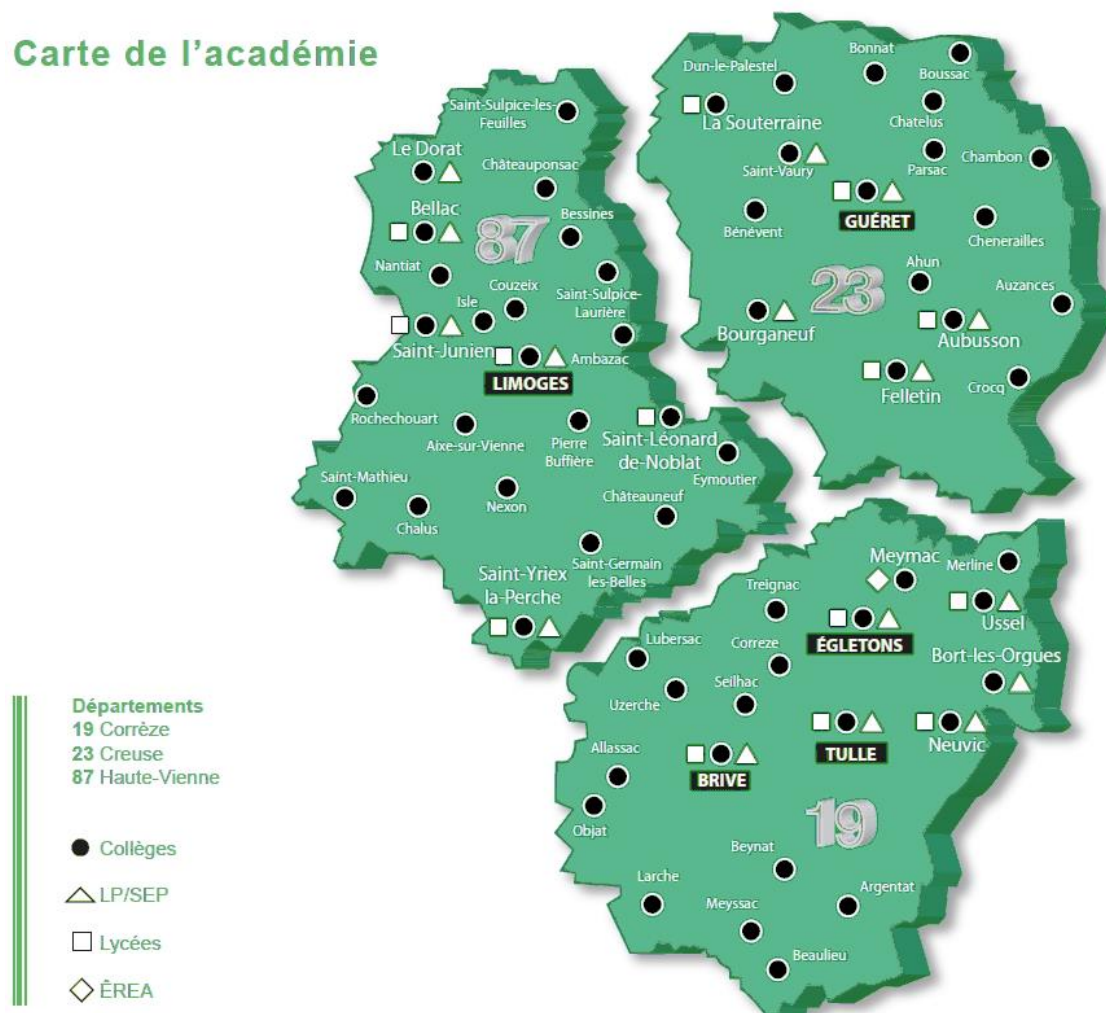 Carte de l'académie
Saint-Sulpice-les-
Feuilles
Le Dorat
Châteauponsac
Bellac
Bessines
87
Nantiat
Couzeix
Isle
Saint-Sulpice-
Laurière
Saint-Junien
Ambazac
LIMOGES
Rochechouart
Aixe-sur-Vienne
Pierre
Buffière
Saint-Léonard
de-Noblat
Eymoutier
Saint-Mathieu
Chalus
Nexon
Châteauneuf
Saint-Germain
les-Belles
Saint-Yriex
la-Perche
Bonnat
Dun-le-Palestel
Boussac
La Souterraine
Chatelus
Saint-Vaury
Parsac
Chambon
GUÉRET
Bénévent
Chenerailles
23
Ahun
Auzances
Bourganeuf
Aubusson
Felletin
Crocq
Meymac
Merline
Treignac
Ussel
ÉGLETONS
Lubersac
Correze
Bort-les-Orgues
Seilhac
Uzerche
Allassac
BRIVE
TULLE
Neuvic
19
Objat
Beynat
Larche
Argentat
Meyssac
Beaulieu
Départements
19 Corrèze
23 Creuse
87 Haute-Vienne
Collèges
LP/SEP
Lycées
ÈREA